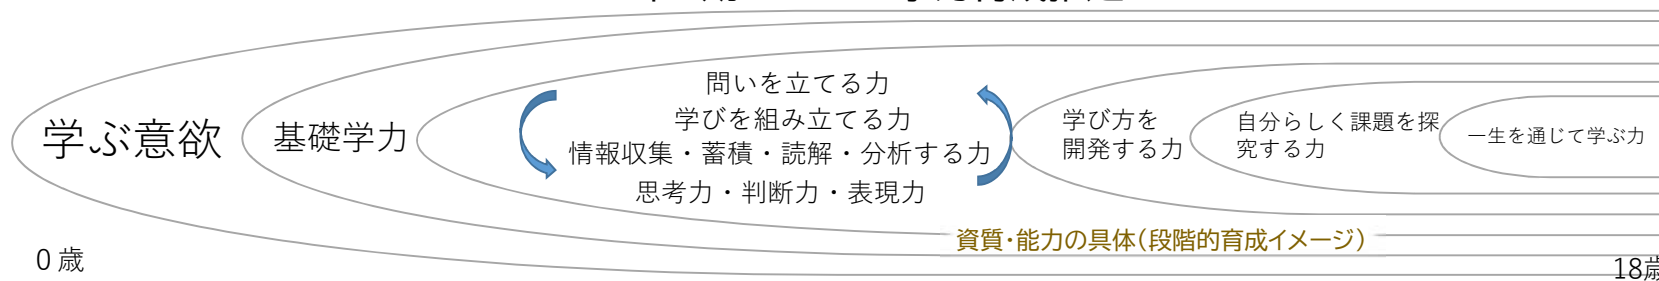 学ぶ意欲
基礎学力
問いを立てる力
学びを組み立てる力
情報収集・蓄積・読解・分析する力
思考力・判断力・表現力
学び方を
開発する力
自分らしく課題を探
究する力
一生を通じて学ぶ力
資質・能力の具体(段階的育成イメージ)
0歳
18歳